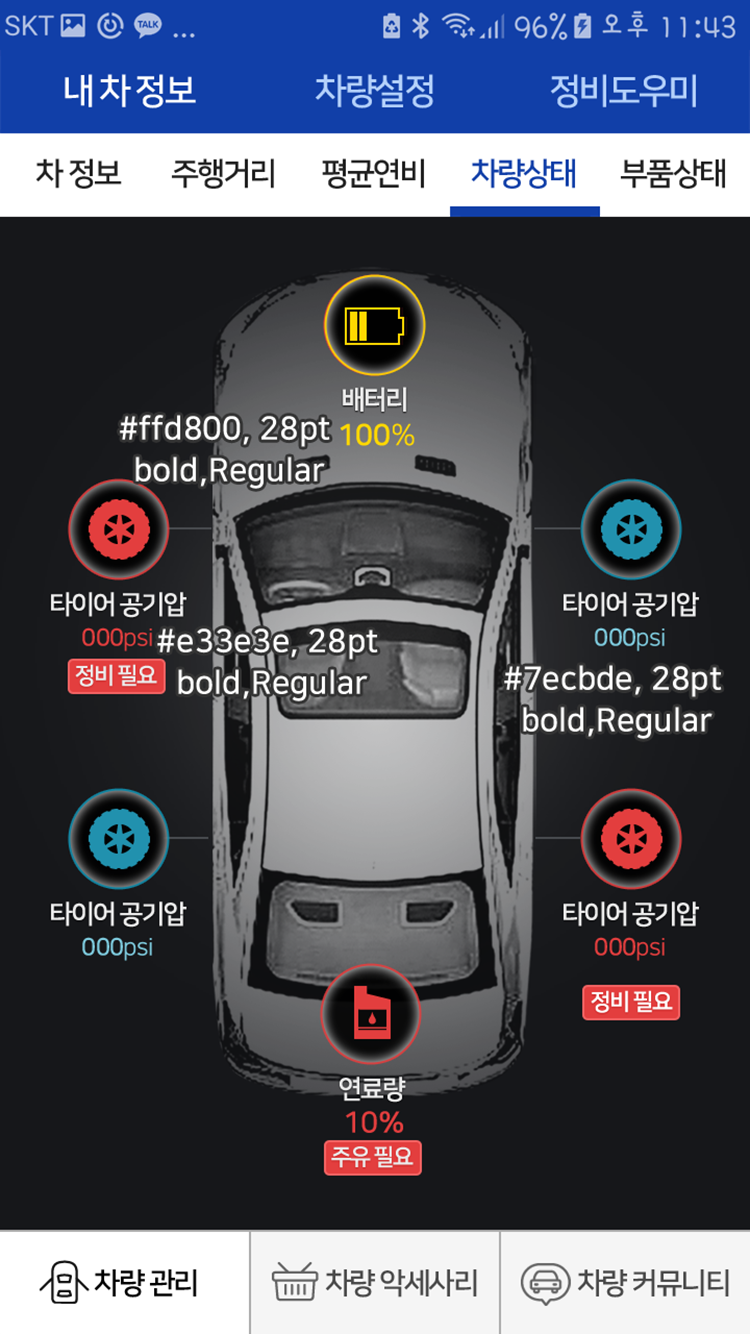 SKT TALK ... 96% 오후 11:43
내 차 정보 차량설정 정비도우미
차 정보 주행거리 평균연비 차량상태 부품상태
배터리
#ffd800, 28pt 100%
bold,Regular
타이어 공기압 타이어 공기압
000psi #e33e3e, 28pt 000psi
정비 필요 bold,Regular #7ecbde, 28pt
bold,Regular
타이어 공기압 타이어 공기압
000psi 000psi
정비 필요
연료량
10%
주유 필요
차량 관리 차량 악세사리 차량 커뮤니티